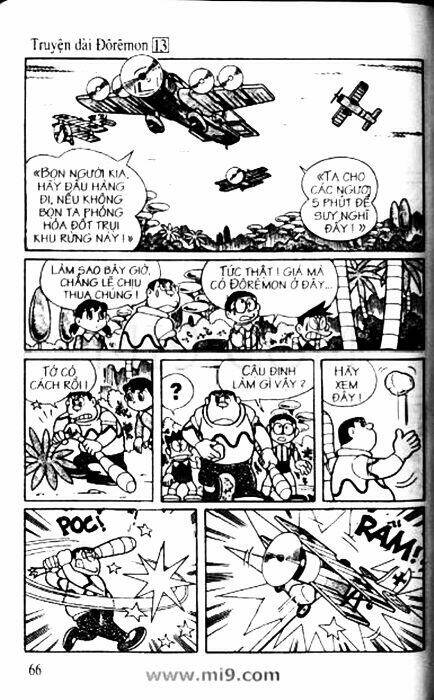 Truyện dài Đôrêmon 13
«BỌN NGƯỜI KIA,
HÃY ĐẦU HÀNG
ĐI, NẾU KHÔNG
BỌN TA PHÓNG
HỎA ĐỐT TRỤI
KHU RỪNG NÀY!»
«TA CHO
CÁC NGƯƠI
5 PHÚT ĐỂ
SUY NGHĨ
ĐẤY!»
LÀM SAO BÂY GIỜ,
CHẲNG LẼ CHỊU
THUA CHÚNG!
TỨC THẬT! GIÁ MÀ
CÓ ĐÔRÊMON Ở ĐÂY...
TỚ CÓ
CÁCH RỒI!
?
CẬU ĐỊNH
LÀM GÌ VẬY?
HÃY
XEM
ĐÂY!
POC!
RẦM!
66
www.mi9.com